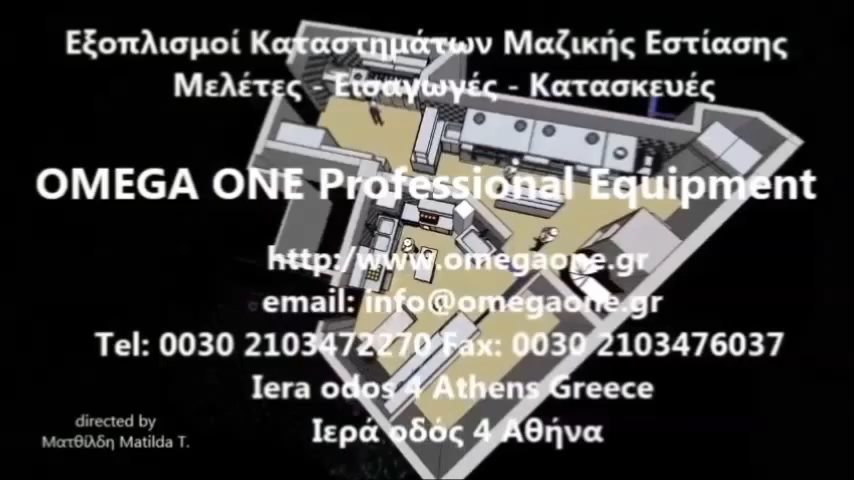 Εξοπλισμοί Καταστημάτων Μαζικής Εστίασης
Μελέτες - Εισαγωγές - Κατασκευές
OMEGA ONE Professional Equipment
http:/www.omegaone.gr
email: info@omegaone.gr
Tel: 0030 2103472270 Fax: 0030 2103476037
Iera odos 4 Athens Greece
Ιερά οδός 4 Αθήνα
directed by
Ματθίλδη Matilda T.